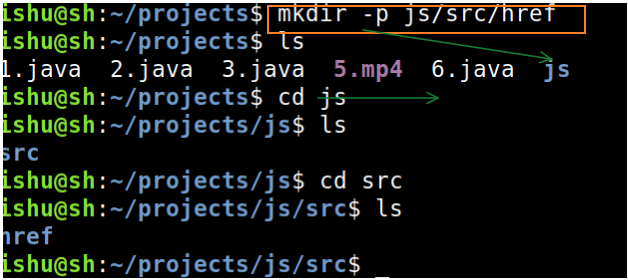 ishu@sh:~/projects$ mkdir -p js/src/href
ishu@sh:~/projects$ ls
1.java 2.java 3.java 5.mp4 6.java js
ishu@sh:~/projects$ cd js
ishu@sh:~/projects/js$ ls
src
ishu@sh:~/projects/js$ cd src
ishu@sh:~/projects/js/src$ ls
href
ishu@sh:~/projects/js/src$ _